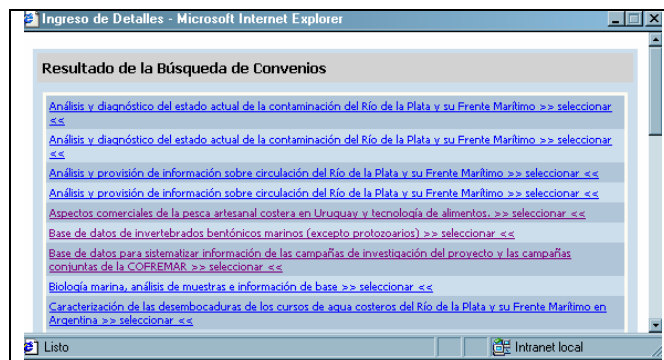 Ingreso de Detalles - Microsoft Internet Explorer
Resultado de la Búsqueda de Convenios
Análisis y diagnóstico del estado actual de la contaminación del Río de la Plata y su Frente Marítimo >> seleccionar
<<
Análisis y diagnóstico del estado actual de la contaminación del Río de la Plata y su Frente Marítimo >> seleccionar
<<
Análisis y provisión de información sobre circulación del Río de la Plata y su Frente Marítimo >> seleccionar <<
Análisis y provisión de información sobre circulación del Río de la Plata y su Frente Marítimo >> seleccionar <<
Aspectos comerciales de la pesca artesanal costera en Uruguay y tecnología de alimentos. >> seleccionar <<
Base de datos de invertebrados bentónicos marinos (excepto protozoarios) >> seleccionar <<
Base de datos para sistematizar información de las campañas de investigación del proyecto y las campañas
conjuntas de la COFREMAR >> seleccionar <<
Biología marina, análisis de muestras e información de base >> seleccionar <<
Caracterización de las desembocaduras de los cursos de agua costeros del Río de la Plata y su Frente Marítimo en
Argentina >> seleccionar <<
Listo
Intranet local